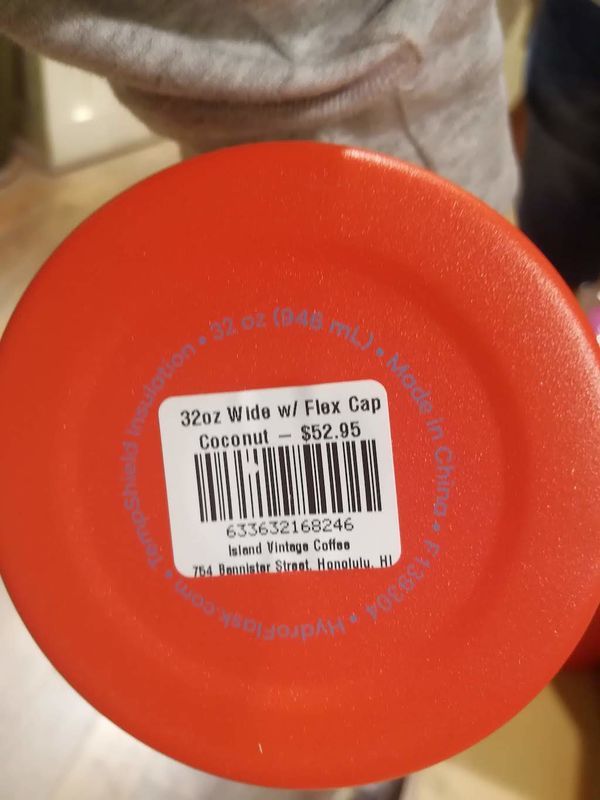 32oz Wide w/ Flex Cap
Coconut – $52.95
633632168246
Island Vintage Coffee
754 Bannister Street, Honolulu, HI
TempShield Insulation • 32 oz (946 mL) • Made in China • F139304 • HydroFlask.com •